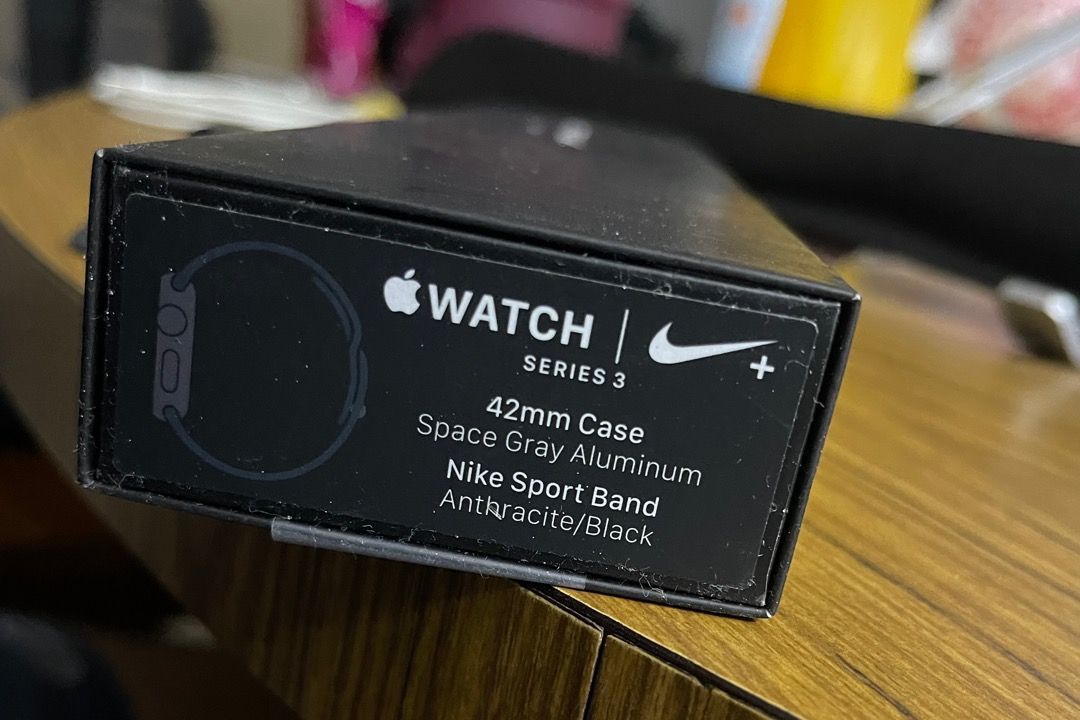 WATCH
SERIES 3
+
42mm Case
Space Gray Aluminum
Nike Sport Band
Anthracite/Black